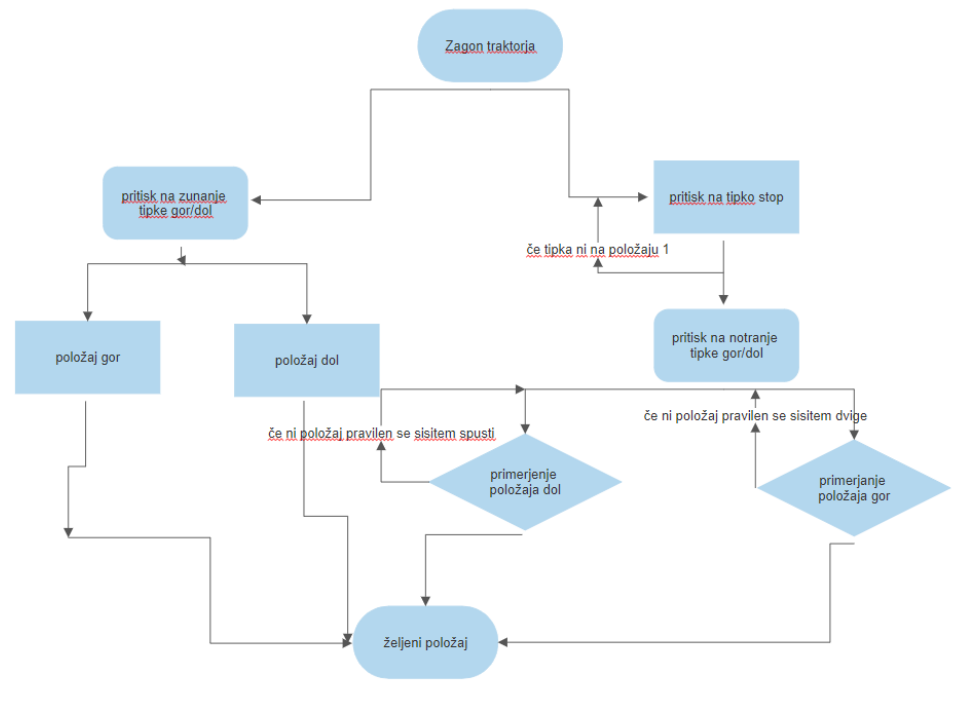 Zagon traktorja
pritisk na zunanje
tipke gor/dol
pritisk na tipko stop
če tipka ni na položaju 1
pritisk na notranje
tipke gor/dol
položaj gor
položaj dol
če ni položaj pravilen se sisitem dvige
če ni položaj pravilen se sisitem spusti
primerjenje
položaja dol
primerjanje
položaja gor
željeni položaj